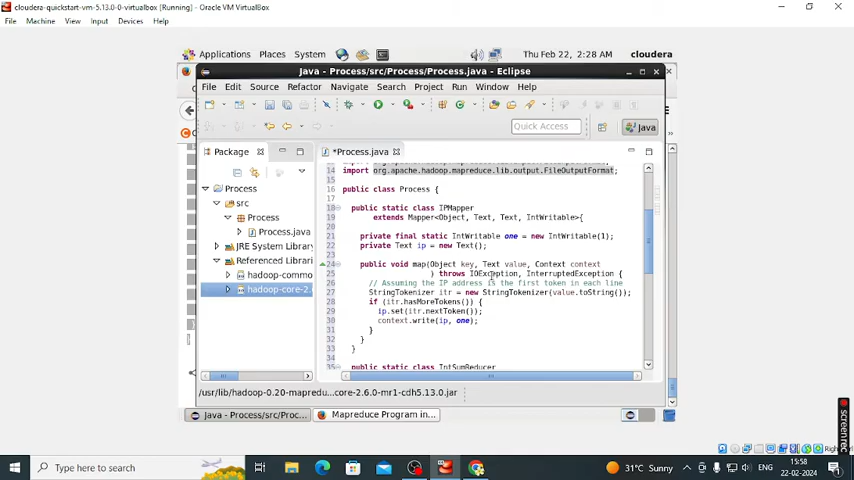 cloudera-quickstart-vm-5.13.0-0-virtualbox [Running] - Oracle VM VirtualBox
File Machine View Input Devices Help
Applications Places System Thu Feb 22, 2:28 AM cloudera
Java - Process/src/Process/Process.java - Eclipse
File Edit Source Refactor Navigate Search Project Run Window Help
Quick Access Java
Package *Process.java
Process
src
Process
Process.java
JRE System Library
Referenced Librari
hadoop-commo
hadoop-core-2.
14 import org.apache.hadoop.mapreduce.lib.output.FileOutputFormat;
15
16 public class Process {
17
18 public static class IPMapper
19 extends Mapper<Object, Text, Text, IntWritable>{
20
21 private final static IntWritable one = new IntWritable(1);
22 private Text ip = new Text();
23
24 public void map(Object key, Text value, Context context
25 ) throws IOException, InterruptedException {
26 // Assuming the IP address is the first token in each line
27 StringTokenizer itr = new StringTokenizer(value.toString());
28 if (itr.hasMoreTokens()) {
29 ip.set(itr.nextToken());
30 context.write(ip, one);
31 }
32 }
33 }
34
35 public static class IntSumReducer
/usr/lib/hadoop-0.20-mapredu...core-2.6.0-mr1-cdh5.13.0.jar
Java - Process/src/Proc... Mapreduce Program in...
Right
screenrec
Type here to search
31°C Sunny
ENG
15:58
22-02-2024